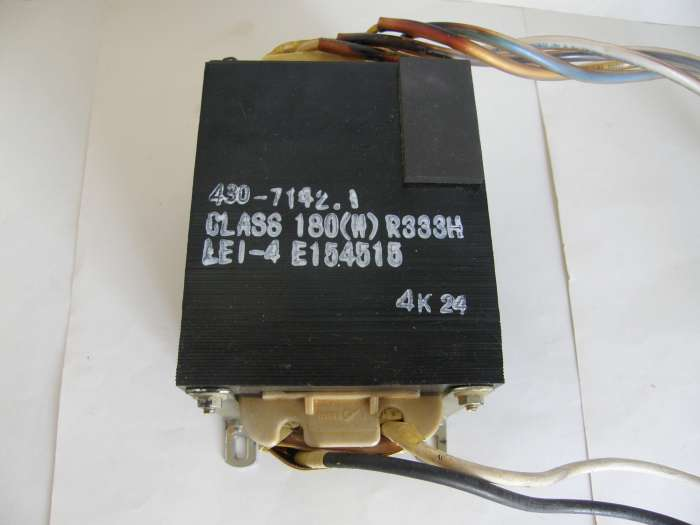 430-7142.1
CLASS 180(H) R333H
LEI-4 E154515
4K 24